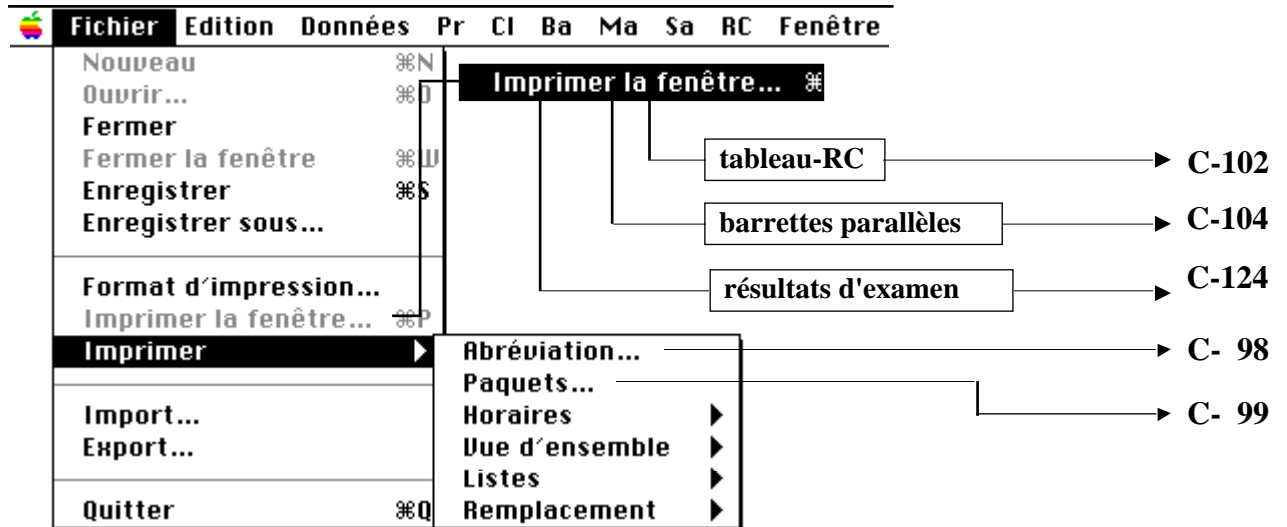 Fichier Edition Données Pr Cl Ba Ma Sa RC Fenêtre
Nouveau ⌘N
Ouvrir... ⌘O
Fermer
Fermer la fenêtre ⌘W
Enregistrer ⌘S
Enregistrer sous...
Format d'impression...
Imprimer la fenêtre... ⌘P
Imprimer
Import...
Export...
Quitter ⌘Q
Imprimer la fenêtre... ⌘
tableau-RC C-102
barrettes parallèles C-104
résultats d'examen C-124
Abréviation... C- 98
Paquets... C- 99
Horaires
Vue d'ensemble
Listes
Remplacement